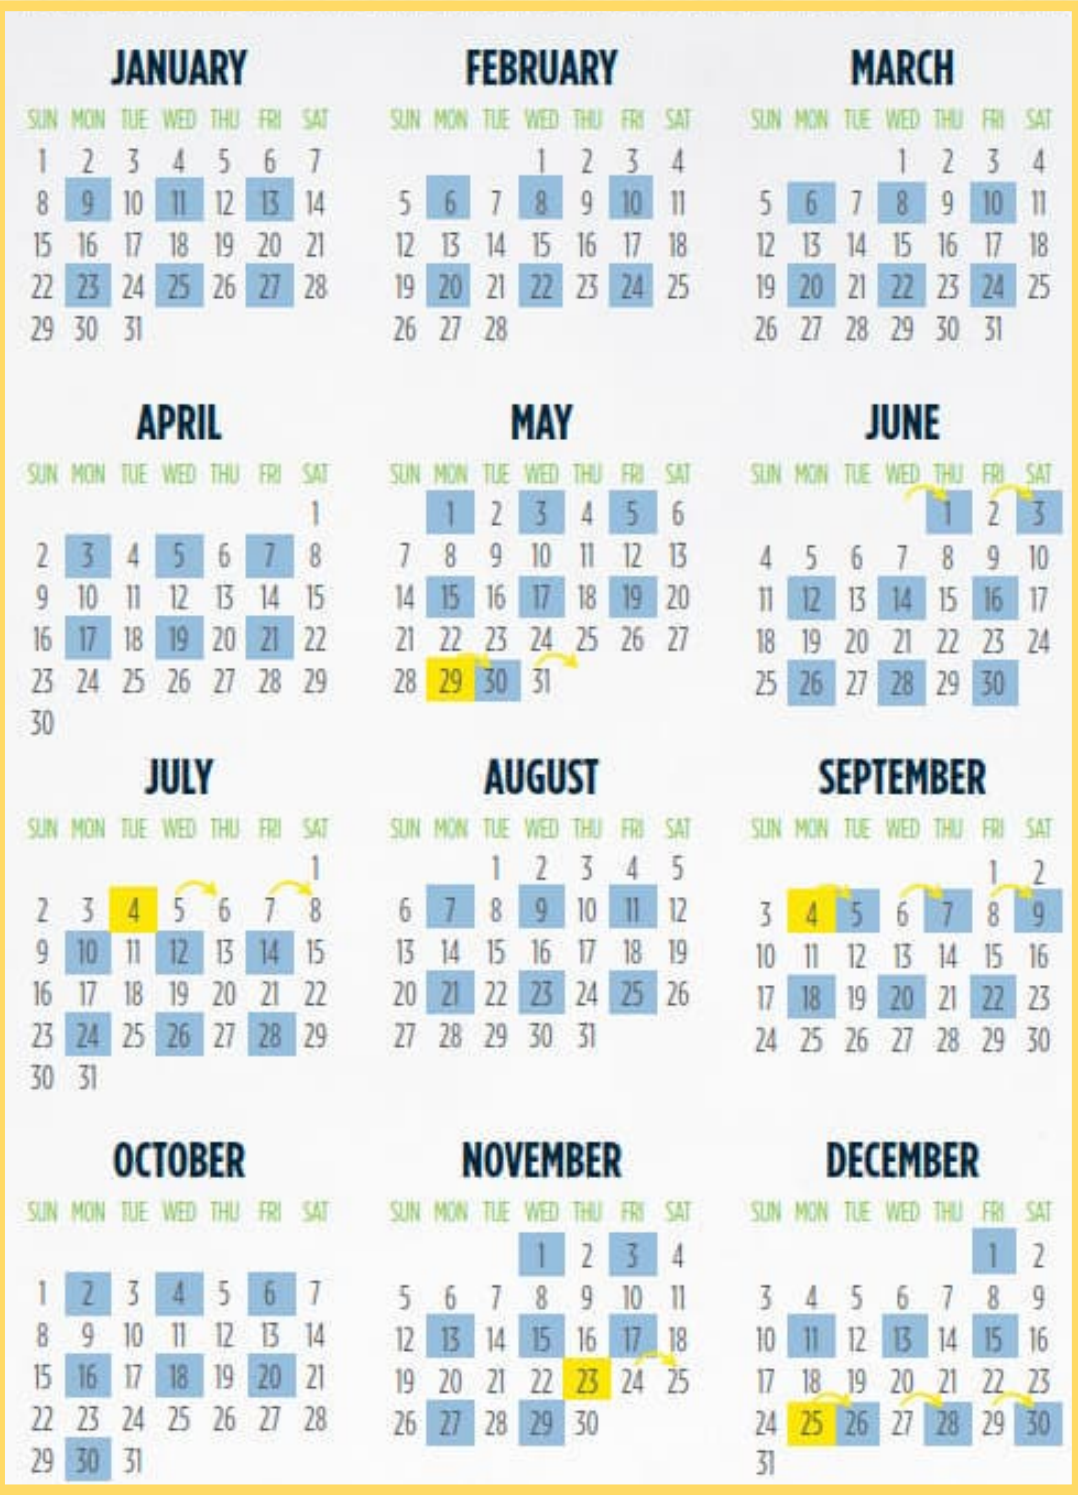 JANUARY FEBRUARY MARCH
SUN MON TUE WED THU FRI SAT SUN MON TUE WED THU FRI SAT SUN MON TUE WED THU FRI SAT
1 2 3 4 5 6 7 1 2 3 4 1 2 3 4
8 9 10 11 12 13 14 5 6 7 8 9 10 11 5 6 7 8 9 10 11
15 16 17 18 19 20 21 12 13 14 15 16 17 18 12 13 14 15 16 17 18
22 23 24 25 26 27 28 19 20 21 22 23 24 25 19 20 21 22 23 24 25
29 30 31 26 27 28 26 27 28 29 30 31
APRIL MAY JUNE
SUN MON TUE WED THU FRI SAT SUN MON TUE WED THU FRI SAT SUN MON TUE WED THU FRI SAT
1 1 2 3 4 5 6 1 2 3
2 3 4 5 6 7 8 7 8 9 10 11 12 13 4 5 6 7 8 9 10
9 10 11 12 13 14 15 14 15 16 17 18 19 20 11 12 13 14 15 16 17
16 17 18 19 20 21 22 21 22 23 24 25 26 27 18 19 20 21 22 23 24
23 24 25 26 27 28 29 28 29 30 31 25 26 27 28 29 30
30
JULY AUGUST SEPTEMBER
SUN MON TUE WED THU FRI SAT SUN MON TUE WED THU FRI SAT SUN MON TUE WED THU FRI SAT
1 1 2 3 4 5 1 2
2 3 4 5 6 7 8 6 7 8 9 10 11 12 3 4 5 6 7 8 9
9 10 11 12 13 14 15 13 14 15 16 17 18 19 10 11 12 13 14 15 16
16 17 18 19 20 21 22 20 21 22 23 24 25 26 17 18 19 20 21 22 23
23 24 25 26 27 28 29 27 28 29 30 31 24 25 26 27 28 29 30
30 31
OCTOBER NOVEMBER DECEMBER
SUN MON TUE WED THU FRI SAT SUN MON TUE WED THU FRI SAT SUN MON TUE WED THU FRI SAT
1 2 3 4 1 2
1 2 3 4 5 6 7 5 6 7 8 9 10 11 3 4 5 6 7 8 9
8 9 10 11 12 13 14 12 13 14 15 16 17 18 10 11 12 13 14 15 16
15 16 17 18 19 20 21 19 20 21 22 23 24 25 17 18 19 20 21 22 23
22 23 24 25 26 27 28 26 27 28 29 30 24 25 26 27 28 29 30
29 30 31 31